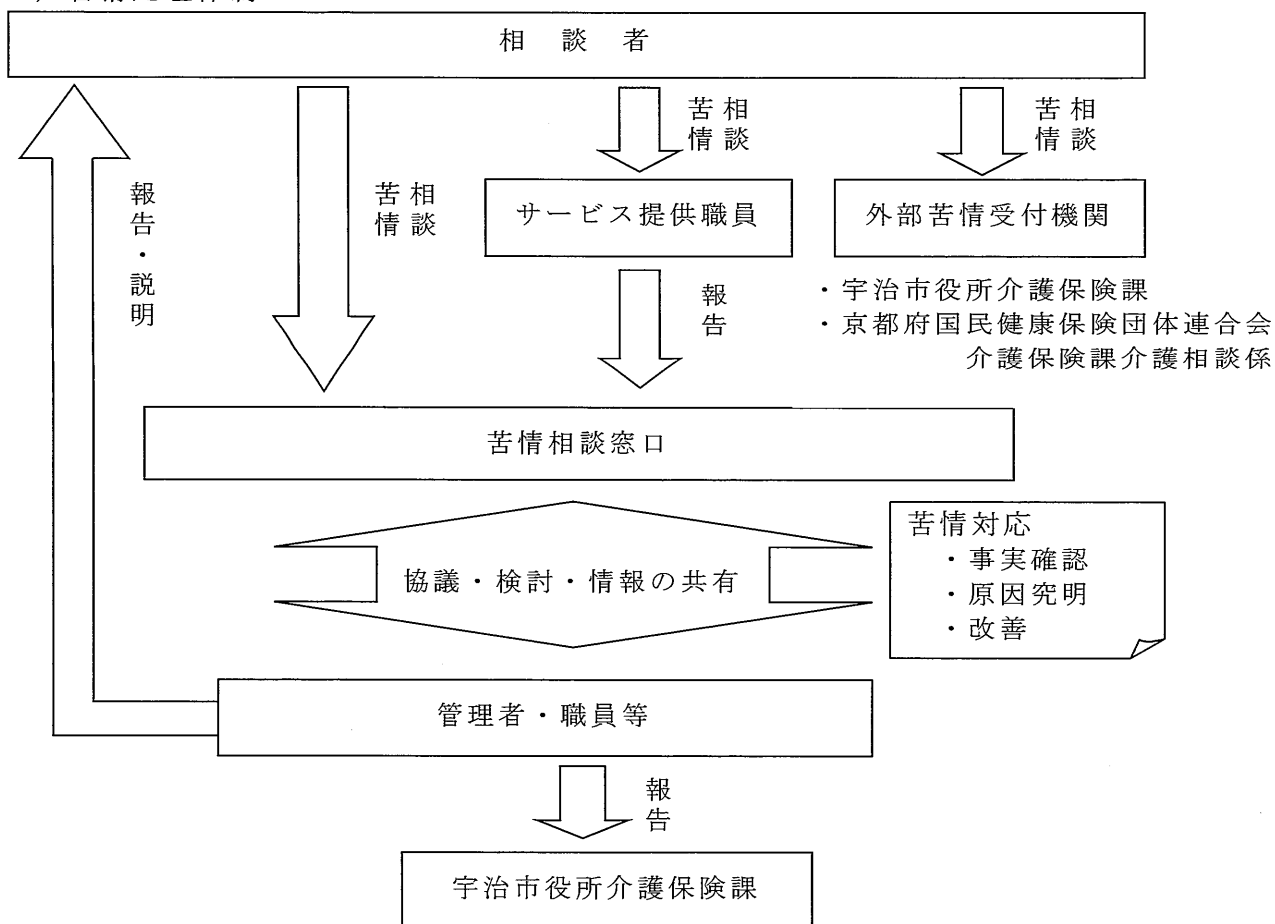 相談者
相談
苦情
相談
苦情
相談
苦情
報告・説明
サービス提供職員
外部苦情受付機関
報告
・宇治市役所介護保険課
・京都府国民健康保険団体連合会
介護保険課介護相談係
苦情相談窓口
協議・検討・情報の共有
苦情対応
・事実確認
・原因究明
・改善
管理者・職員等
報告
宇治市役所介護保険課